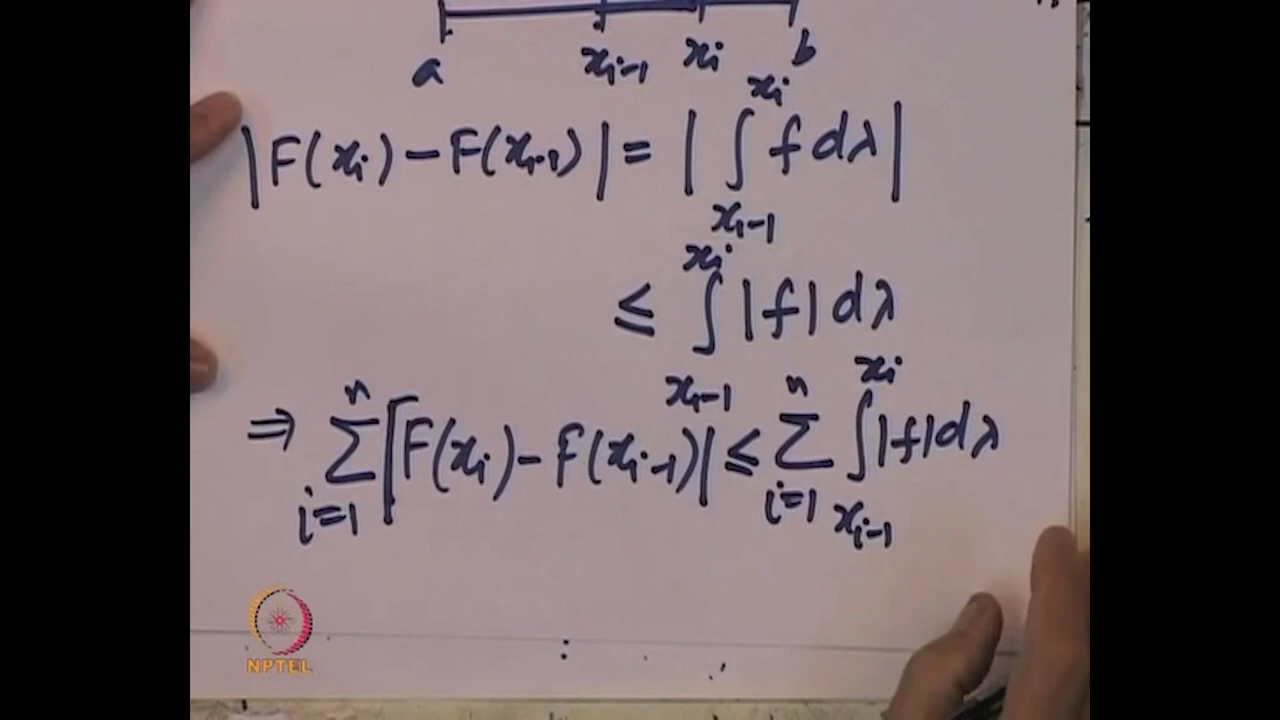 a x_{i-1} x_i b
|F(x_i) - F(x_{i-1})| = | ∫_{x_{i-1}}^{x_i} f dλ |
≤ ∫_{x_{i-1}}^{x_i} |f| dλ
⇒ ∑_{i=1}^{n} |F(x_i) - F(x_{i-1})| ≤ ∑_{i=1}^{n} ∫_{x_{i-1}}^{x_i} |f| dλ
NPTEL